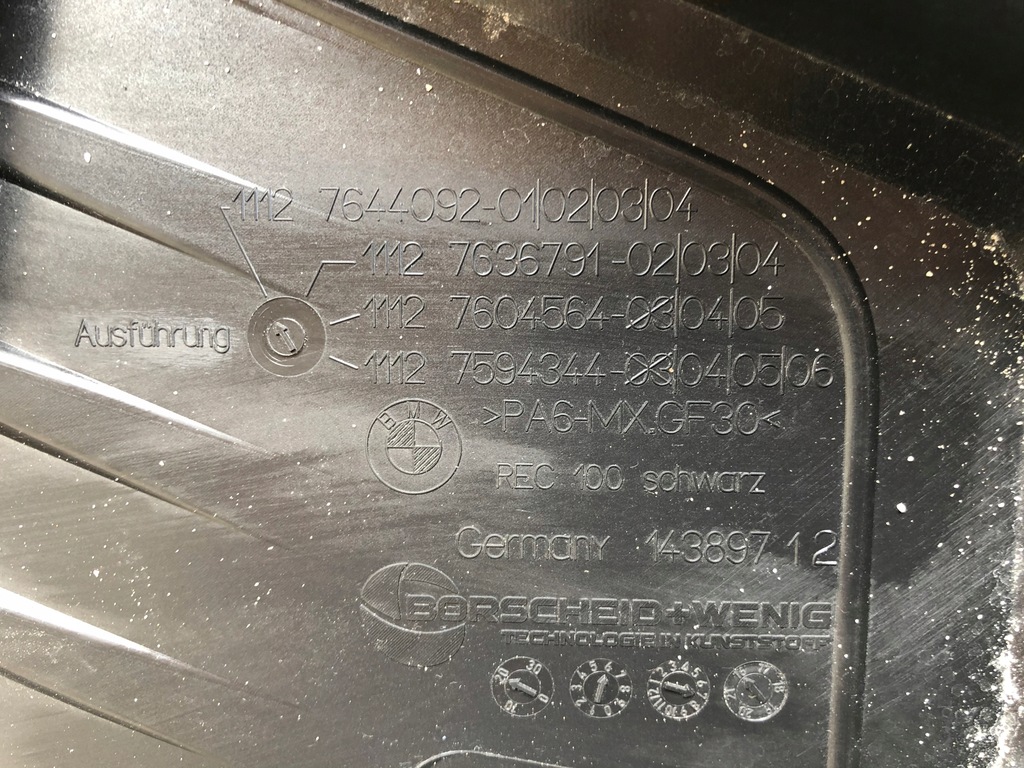 1112 7644092-01|02|03|04
1112 7636791-02|03|04
1112 7604564-03|04|05
Ausführung
1112 7594344-03|04|05|06
BMW
>PA6-MX.GF30<
REC 100 schwarz
Germany 143897 1 2
BORSCHEID+WENIG
TECHNOLOGIE IN KUNSTSTOFF